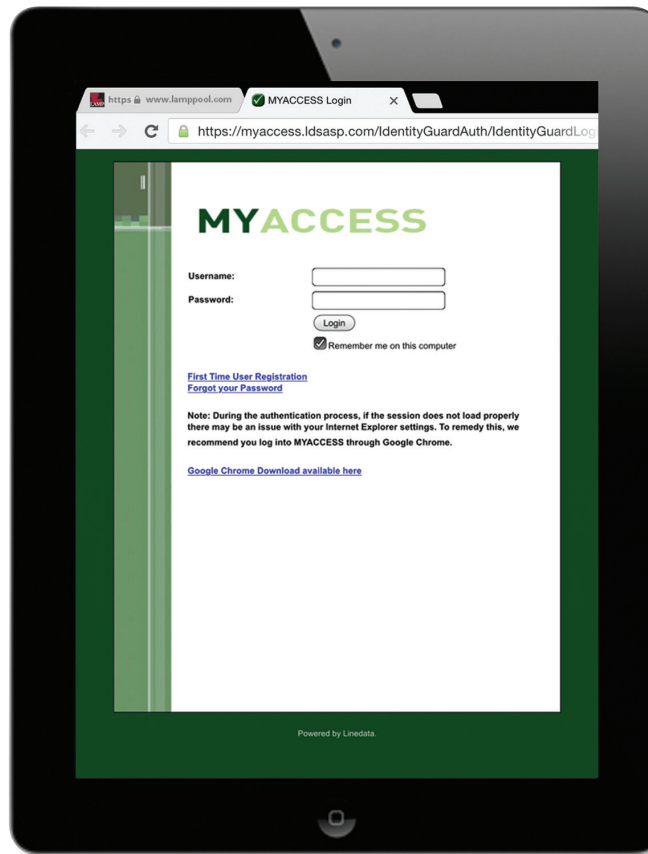 LAMP
https www.lamppool.com
MYACCESS Login
https://myaccess.ldsasp.com/IdentityGuardAuth/IdentityGuardLog
MYACCESS
Username:
Password:
Login
Remember me on this computer
First Time User Registration
Forgot your Password
Note: During the authentication process, if the session does not load properly
there may be an issue with your Internet Explorer settings. To remedy this, we
recommend you log into MYACCESS through Google Chrome.
Google Chrome Download available here
Powered by Linedata.